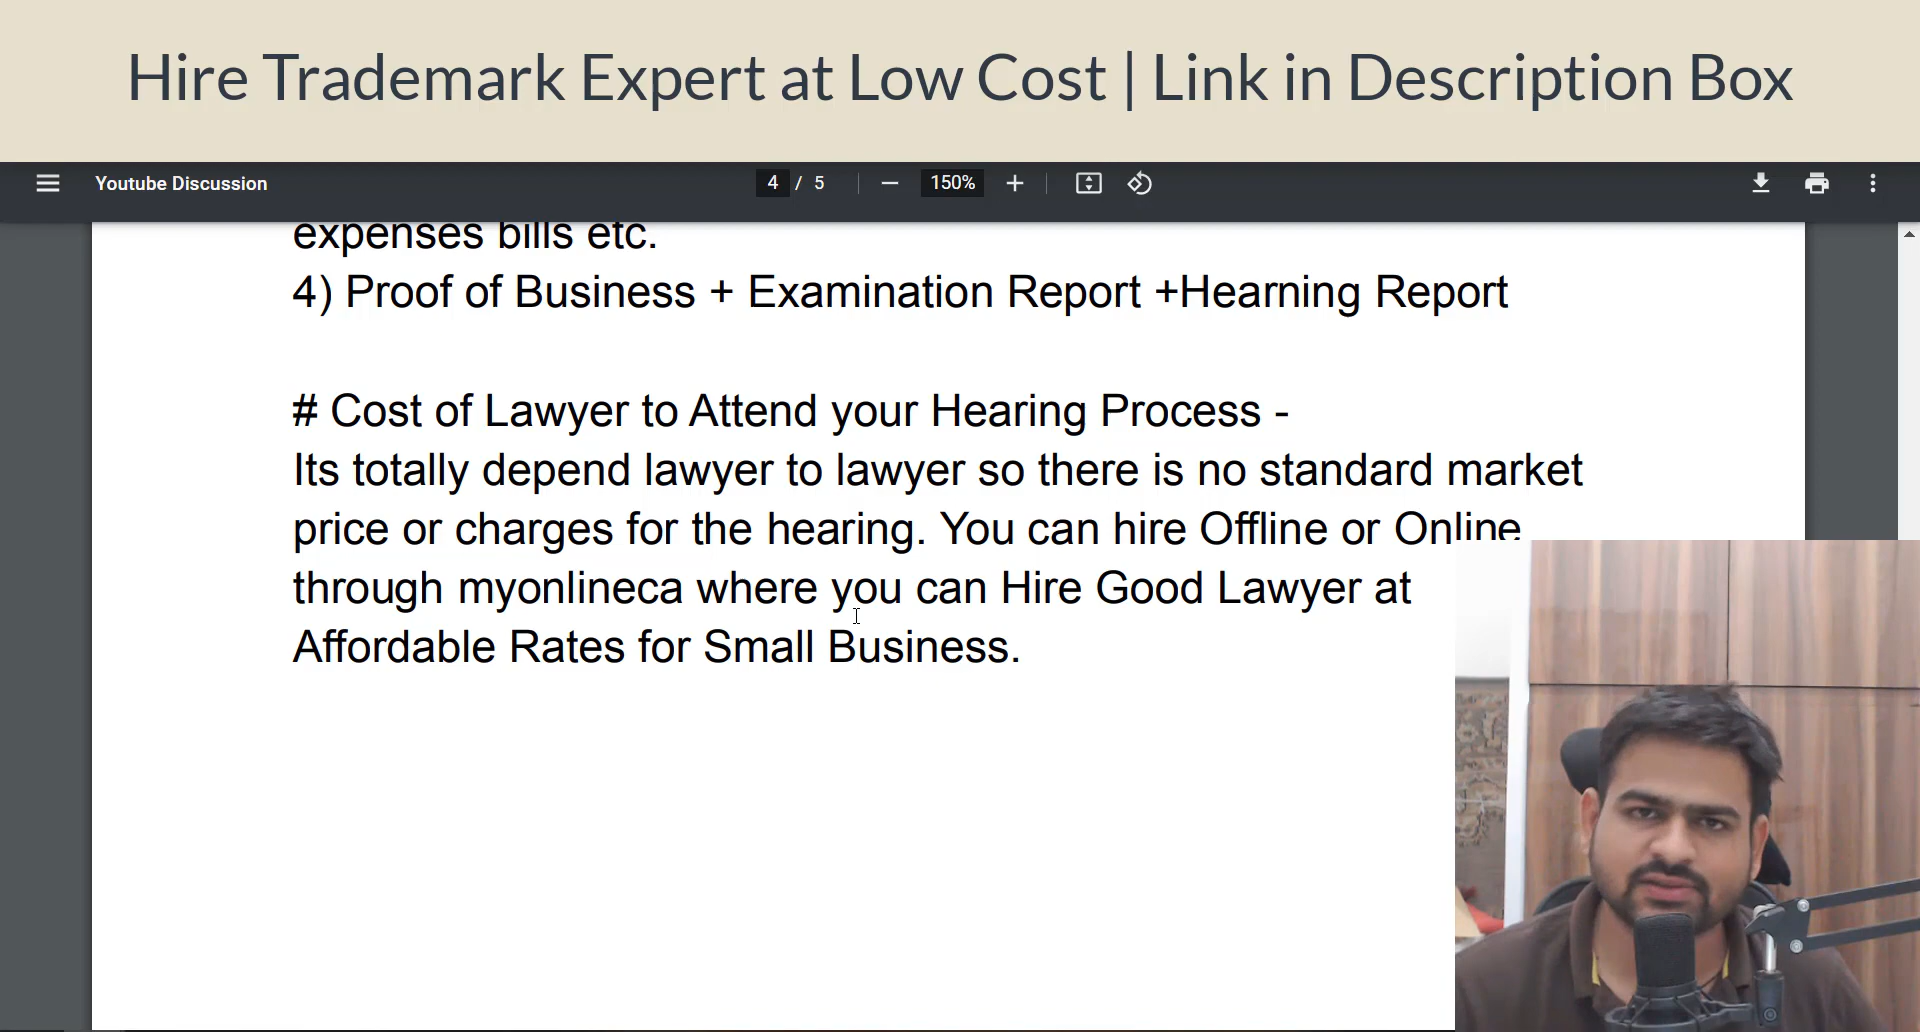 Hire Trademark Expert at Low Cost | Link in Description Box
Youtube Discussion
4 / 5
150%
expenses bills etc.
4) Proof of Business + Examination Report +Hearning Report
# Cost of Lawyer to Attend your Hearing Process -
Its totally depend lawyer to lawyer so there is no standard market
price or charges for the hearing. You can hire Offline or Online
through myonlineca where you can Hire Good Lawyer at
Affordable Rates for Small Business.